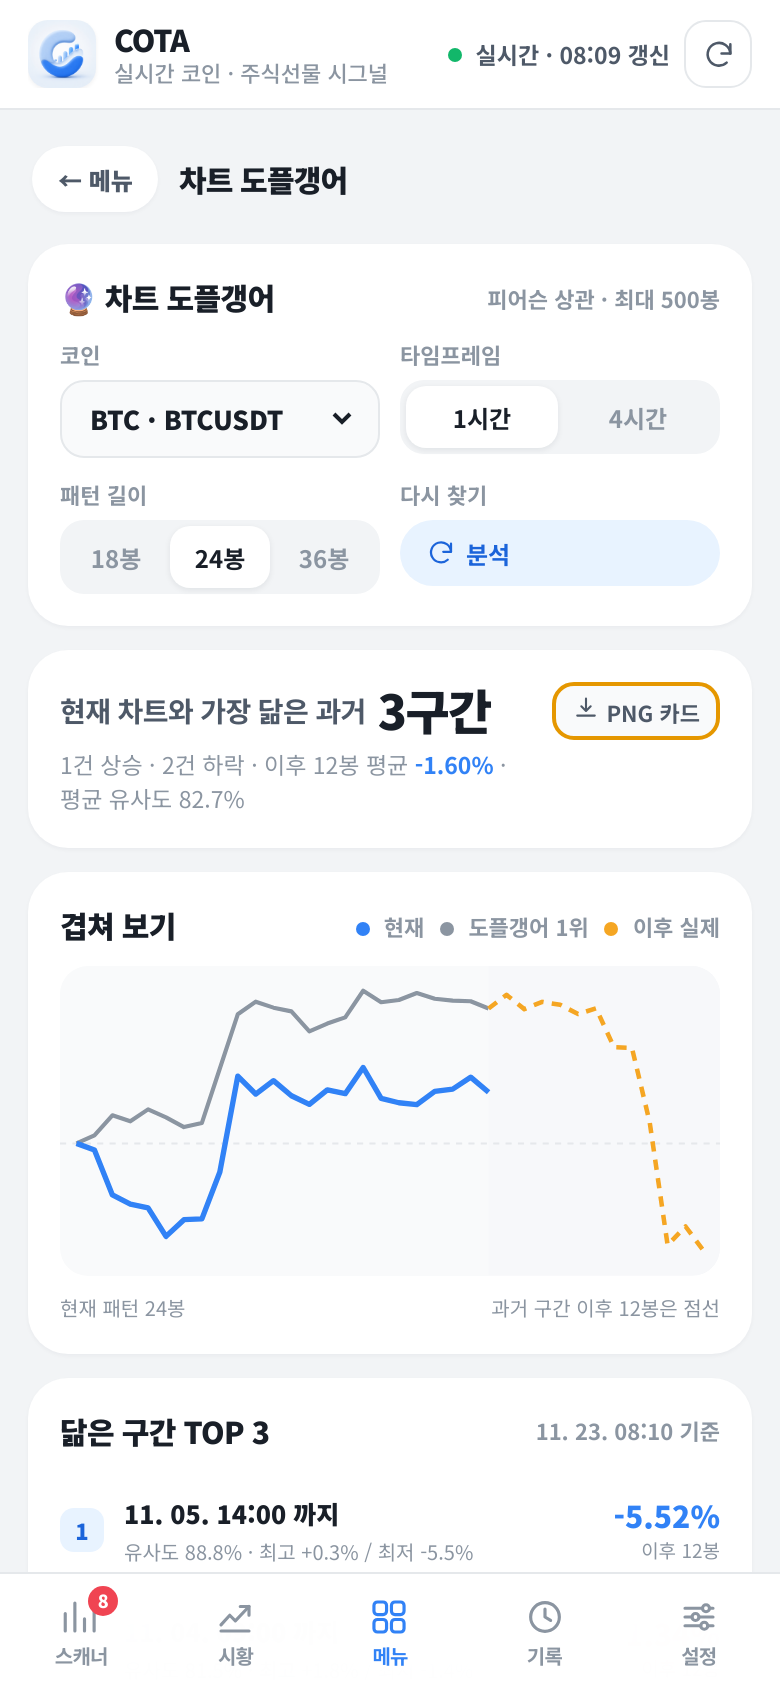 COTA
실시간 코인 · 주식선물 시그널
실시간 · 08:09 갱신
← 메뉴
차트 도플갱어
차트 도플갱어
피어슨 상관 · 최대 500봉
코인
타임프레임
BTC · BTCUSDT
1시간
4시간
패턴 길이
다시 찾기
18봉
24봉
36봉
분석
현재 차트와 가장 닮은 과거 3구간
PNG 카드
1건 상승 · 2건 하락 · 이후 12봉 평균 -1.60% ·
평균 유사도 82.7%
겹쳐 보기
현재
도플갱어 1위
이후 실제
현재 패턴 24봉
과거 구간 이후 12봉은 점선
닮은 구간 TOP 3
11. 23. 08:10 기준
1
11. 05. 14:00 까지
-5.52%
유사도 88.8% · 최고 +0.3% / 최저 -5.5%
이후 12봉
8
스캐너
시황
메뉴
기록
설정